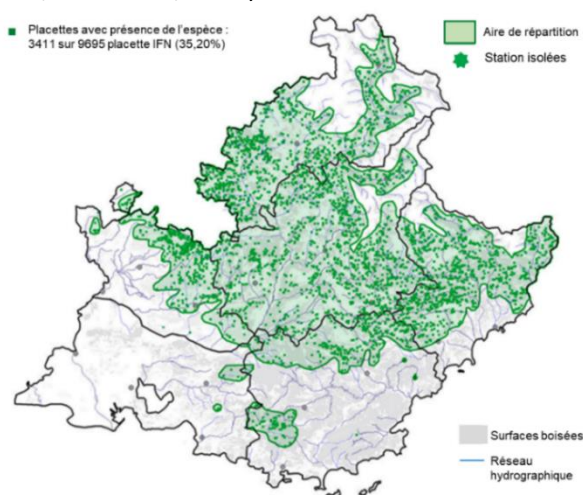 Placettes avec présence de l'espèce :
3411 sur 9695 placette IFN (35,20%)
Aire de répartition
Station isolées
Surfaces boisées
Réseau
hydrographique